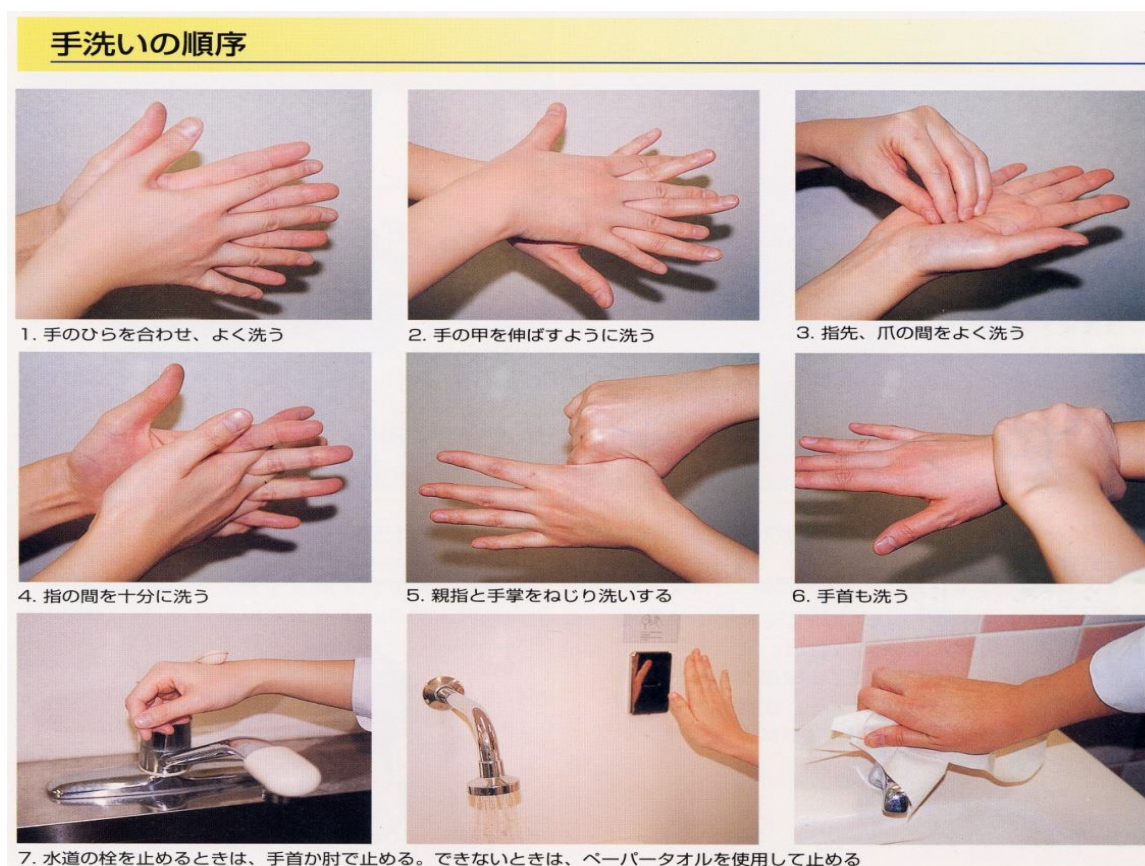 手洗いの順序
1. 手のひらを合わせ、よく洗う
2. 手の甲を伸ばすように洗う
3. 指先、爪の間をよく洗う
4. 指の間を十分に洗う
5. 親指と手掌をねじり洗いする
6. 手首も洗う
7. 水道の栓を止めるときは、手首か肘で止める。できないときは、ペーパータオルを使用して止める